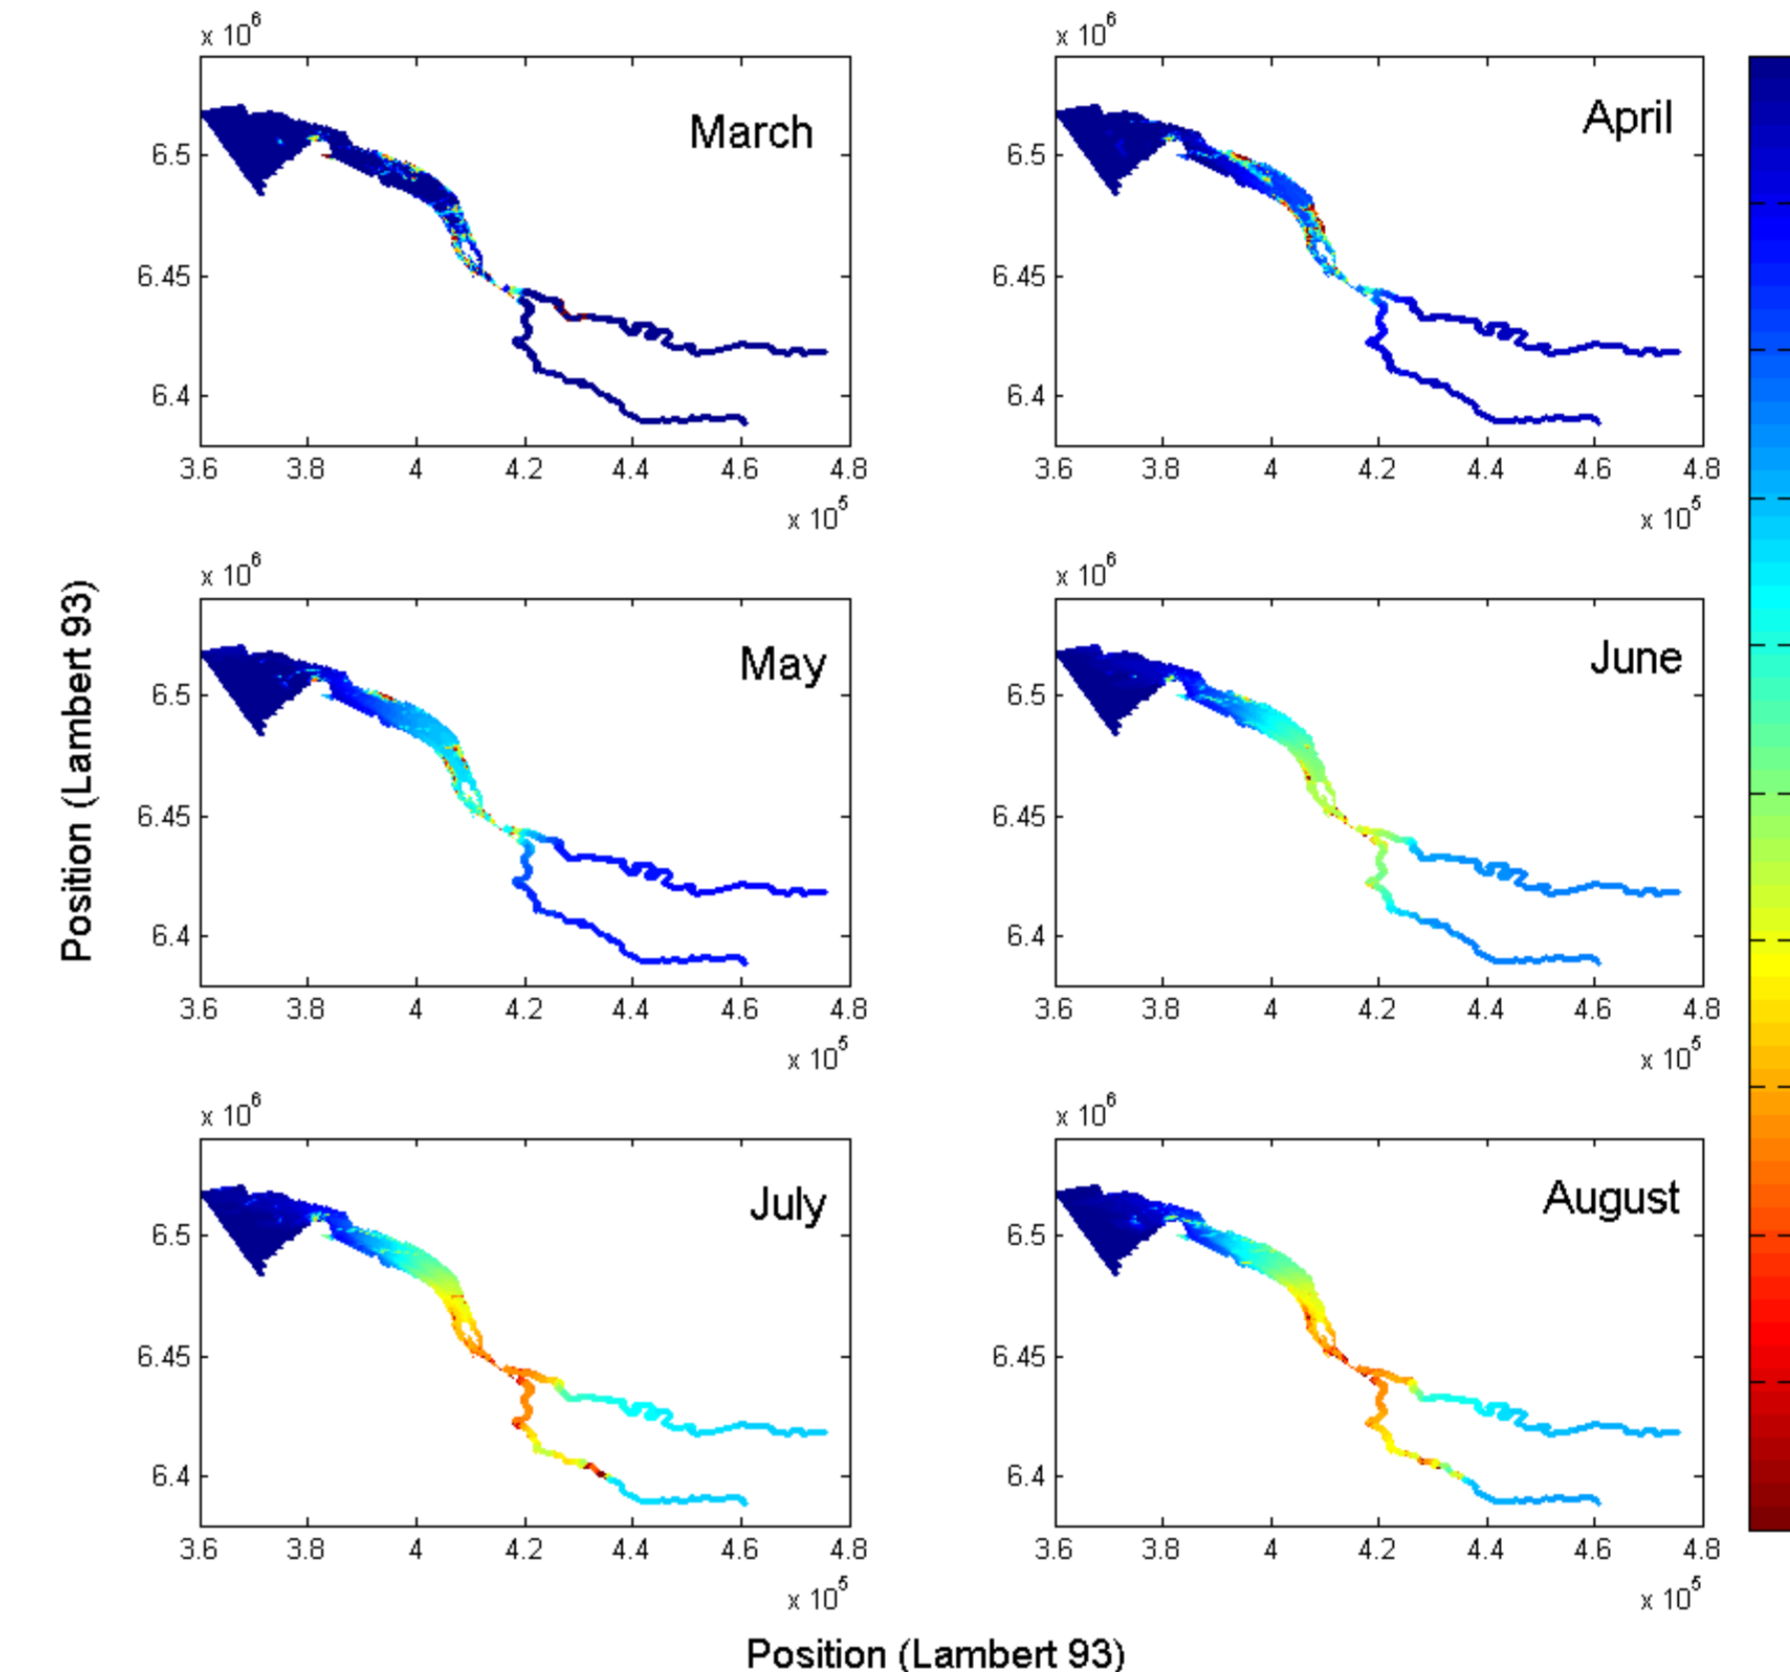 x 10^6 x 10^6
March April
6.5 6.5
6.45 6.45
6.4 6.4
3.6 3.8 4 4.2 4.4 4.6 4.8 3.6 3.8 4 4.2 4.4 4.6 4.8
x 10^5 x 10^5
x 10^6 x 10^6
May June
6.5 6.5
6.45 6.45
6.4 6.4
3.6 3.8 4 4.2 4.4 4.6 4.8 3.6 3.8 4 4.2 4.4 4.6 4.8
x 10^5 x 10^5
Position (Lambert 93)
x 10^6 x 10^6
July August
6.5 6.5
6.45 6.45
6.4 6.4
3.6 3.8 4 4.2 4.4 4.6 4.8 3.6 3.8 4 4.2 4.4 4.6 4.8
x 10^5 x 10^5
Position (Lambert 93)